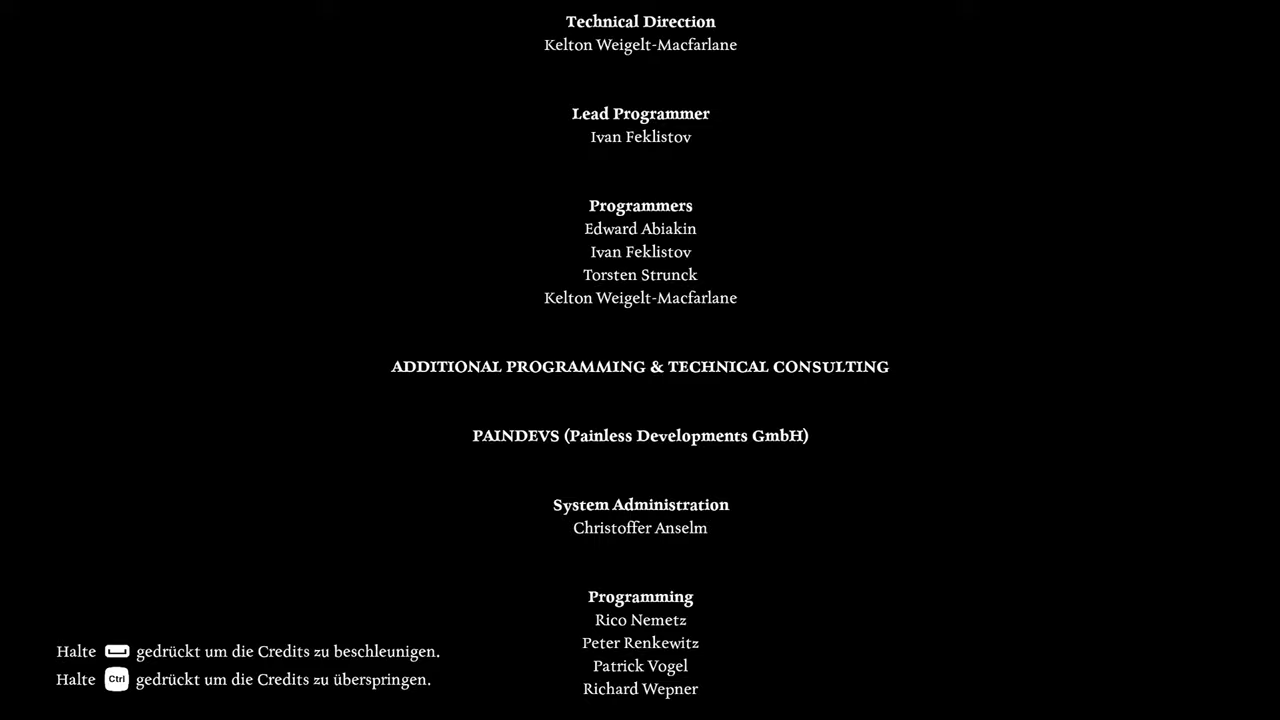 Technical Direction
Kelton Weigelt-Macfarlane
Lead Programmer
Ivan Feklistov
Programmers
Edward Abiakin
Ivan Feklistov
Torsten Strunck
Kelton Weigelt-Macfarlane
ADDITIONAL PROGRAMMING & TECHNICAL CONSULTING
PAINDEVS (Painless Developments GmbH)
System Administration
Christoffer Anselm
Programming
Rico Nemetz
Peter Renkewitz
Patrick Vogel
Richard Wepner
Halte gedrückt um die Credits zu beschleunigen.
Halte Ctrl gedrückt um die Credits zu überspringen.